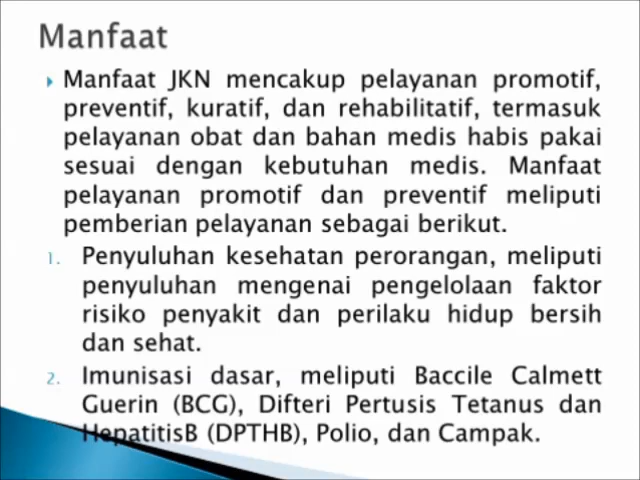 Manfaat
Manfaat JKN mencakup pelayanan promotif,
preventif, kuratif, dan rehabilitatif, termasuk
pelayanan obat dan bahan medis habis pakai
sesuai dengan kebutuhan medis. Manfaat
pelayanan promotif dan preventif meliputi
pemberian pelayanan sebagai berikut.
1. Penyuluhan kesehatan perorangan, meliputi
penyuluhan mengenai pengelolaan faktor
risiko penyakit dan perilaku hidup bersih
dan sehat.
2. Imunisasi dasar, meliputi Baccile Calmett
Guerin (BCG), Difteri Pertusis Tetanus dan
HepatitisB (DPTHB), Polio, dan Campak.